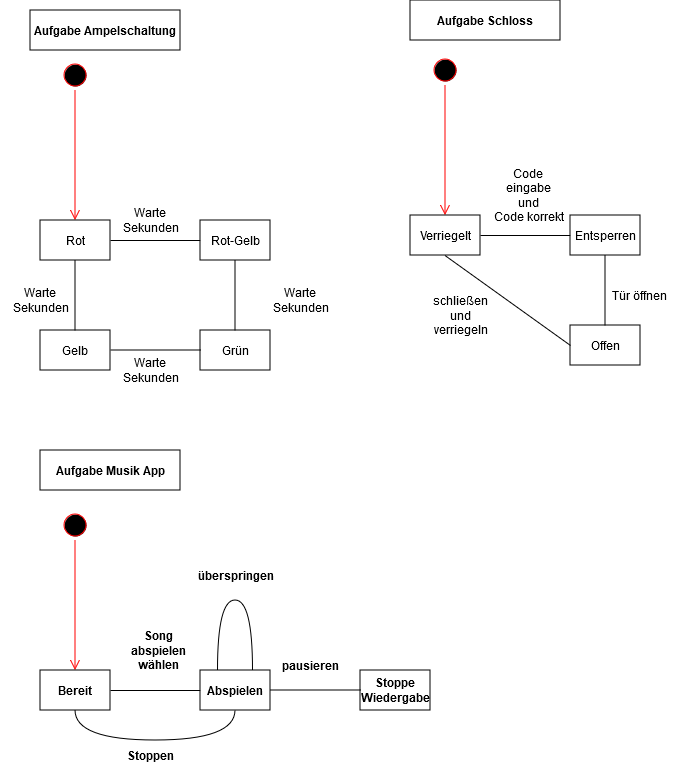 Aufgabe Ampelschaltung
Aufgabe Schloss
Warte
Sekunden
Rot
Rot-Gelb
Warte
Sekunden
Warte
Sekunden
Gelb
Grün
Warte
Sekunden
Code
eingabe
und
Code korrekt
Verriegelt
Entsperren
schließen
und
verriegeln
Tür öffnen
Offen
Aufgabe Musik App
überspringen
Song
abspielen
wählen
pausieren
Bereit
Abspielen
Stoppe
Wiedergabe
Stoppen